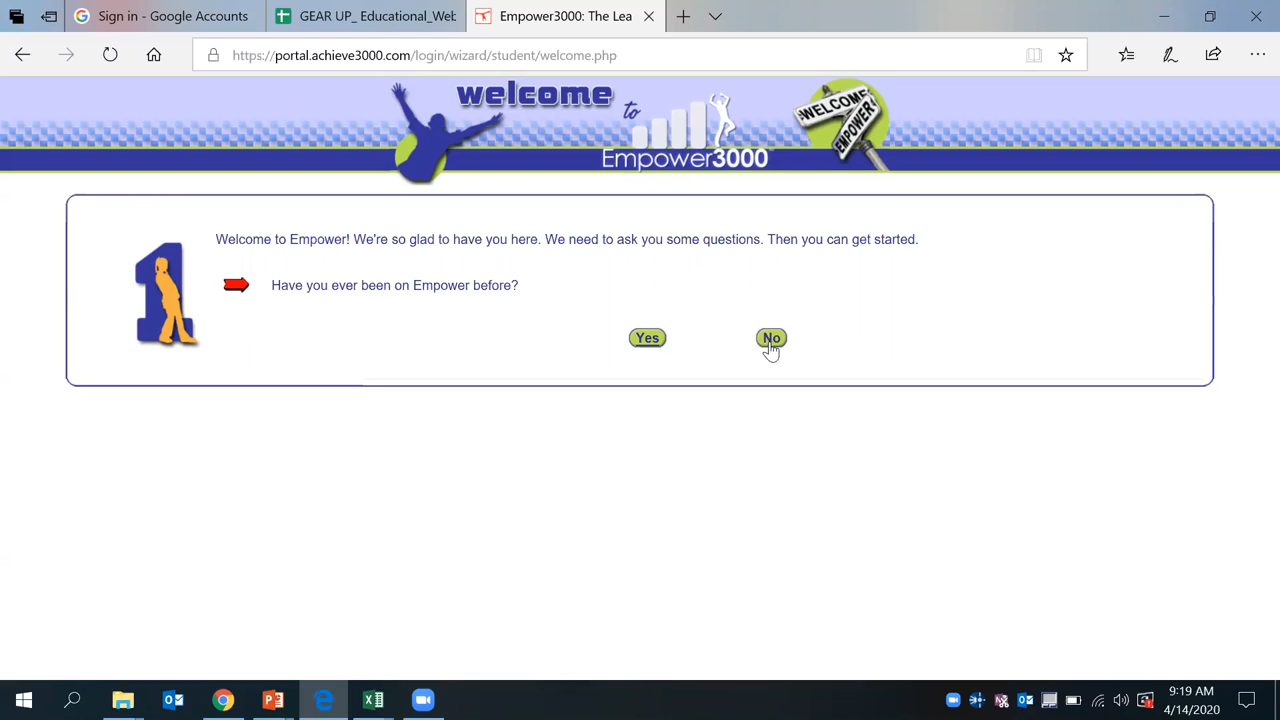 Sign in - Google Accounts
GEAR UP_ Educational_Web
Empower3000: The Lea
https://portal.achieve3000.com/login/wizard/student/welcome.php
welcome
to
Empower3000
WELCOME
EMPOWER
1
Welcome to Empower! We're so glad to have you here. We need to ask you some questions. Then you can get started.
Have you ever been on Empower before?
Yes
No
9:19 AM
4/14/2020